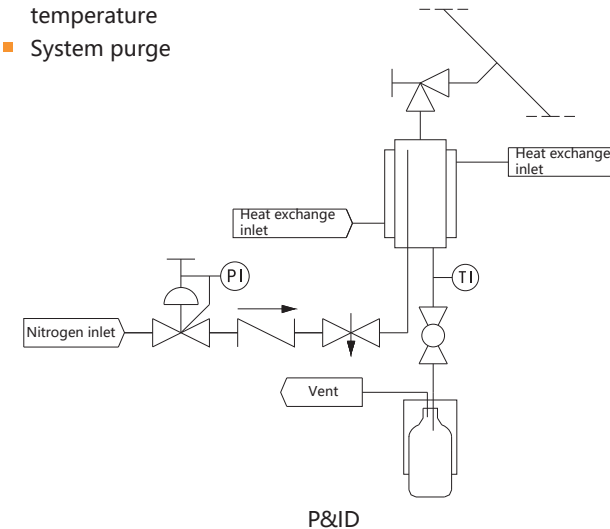 temperature
System purge
Heat exchange
inlet
Heat exchange
inlet
PI
TI
Nitrogen inlet
Vent
P&ID